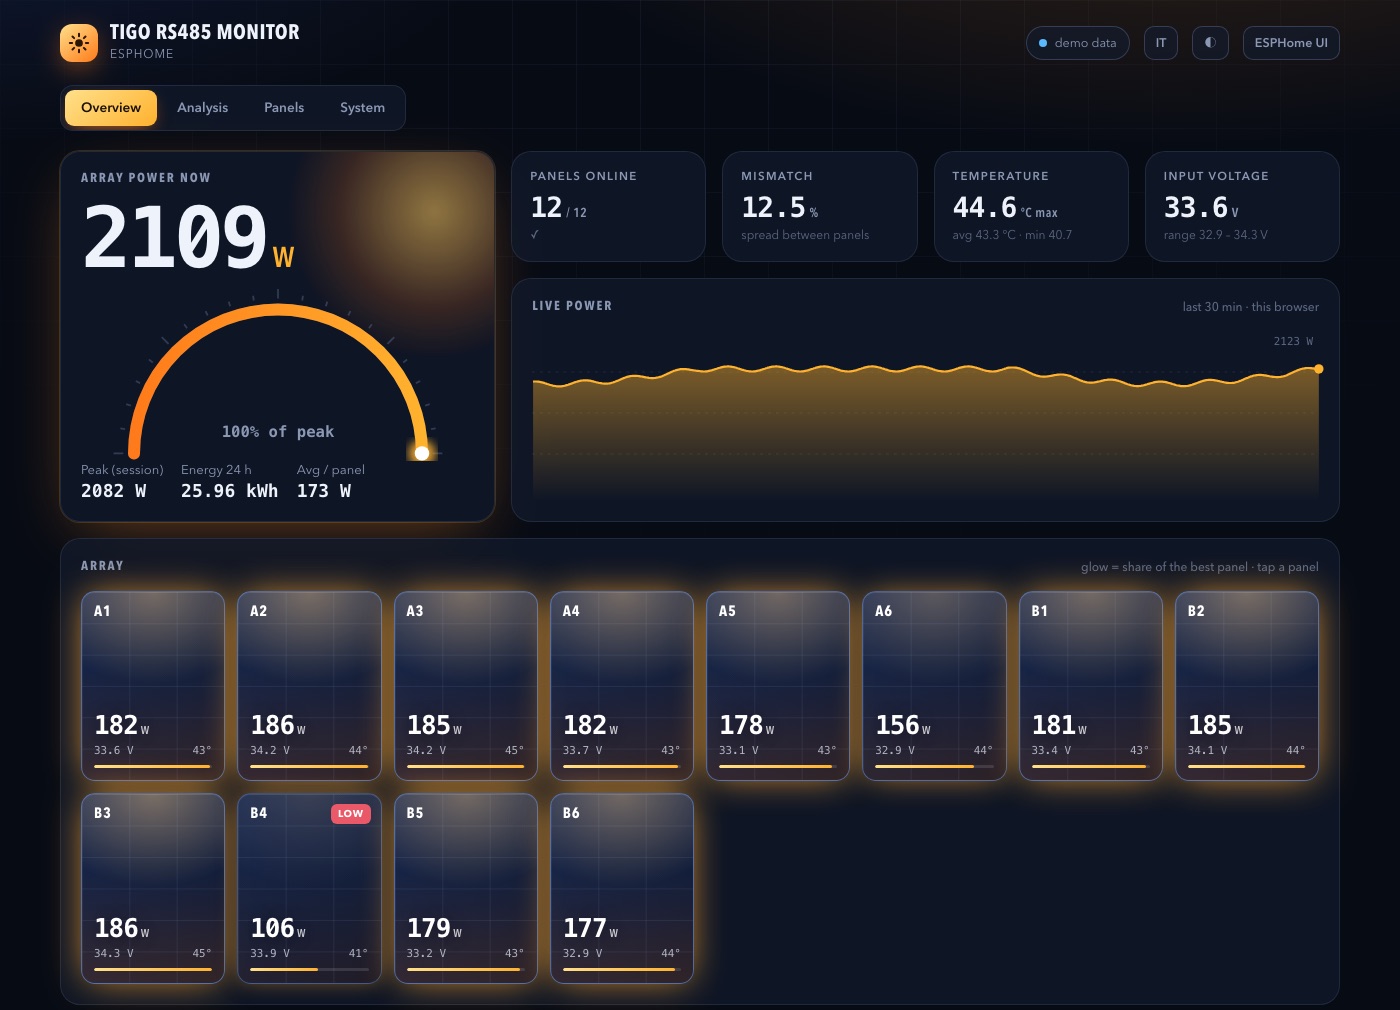 TIGO RS485 MONITOR
ESPHOME
demo data
IT
ESPHome UI
Overview
Analysis
Panels
System
ARRAY POWER NOW
2109 W
100% of peak
Peak (session)
2082 W
Energy 24 h
25.96 kWh
Avg / panel
173 W
PANELS ONLINE
12 / 12
✓
MISMATCH
12.5 %
spread between panels
TEMPERATURE
44.6 °C max
avg 43.3 °C · min 40.7
INPUT VOLTAGE
33.6 V
range 32.9 – 34.3 V
LIVE POWER
last 30 min · this browser
2123 W
ARRAY
glow = share of the best panel · tap a panel
A1
182 W
33.6 V 43°
A2
186 W
34.2 V 44°
A3
185 W
34.2 V 45°
A4
182 W
33.7 V 43°
A5
178 W
33.1 V 43°
A6
156 W
32.9 V 44°
B1
181 W
33.4 V 43°
B2
185 W
34.1 V 44°
B3
186 W
34.3 V 45°
B4 LOW
106 W
33.9 V 41°
B5
179 W
33.2 V 43°
B6
177 W
32.9 V 44°